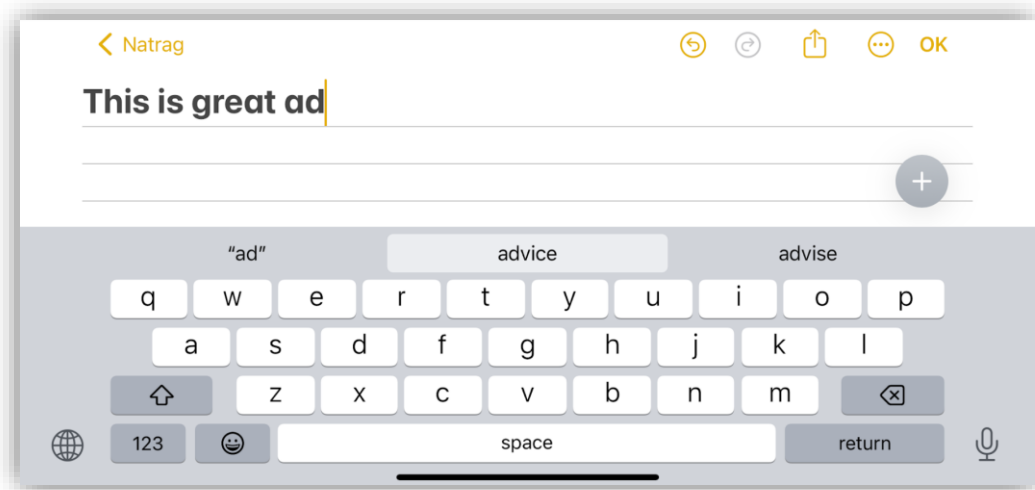 Natrag OK
This is great ad
“ad” advice advise
q w e r t y u i o p
a s d f g h j k l
z x c v b n m
123 space return